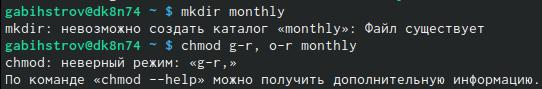 gabihstrov@dk8n74 ~ $ mkdir monthly
mkdir: невозможно создать каталог «monthly»: Файл существует
gabihstrov@dk8n74 ~ $ chmod g-r, o-r monthly
chmod: неверный режим: «g-r,»
По команде «chmod --help» можно получить дополнительную информацию.